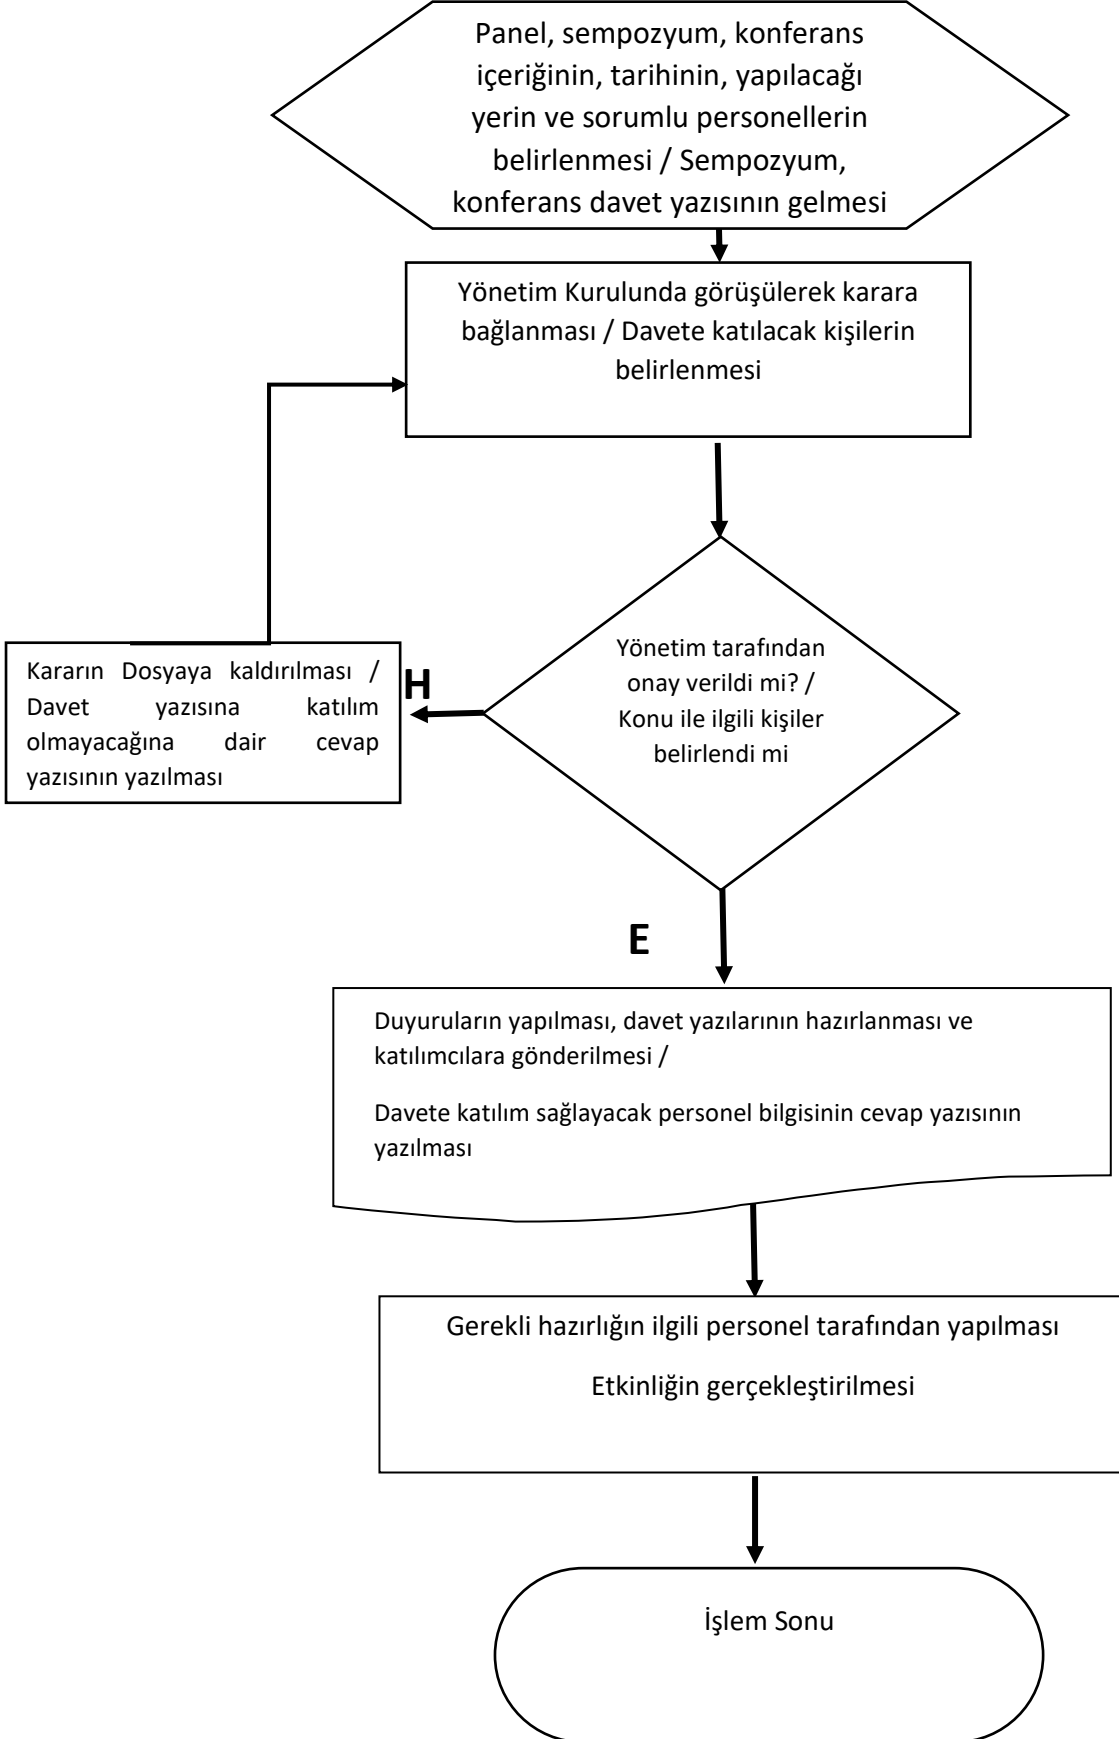 Panel, sempozyum, konferans
içeriğinin, tarihinin, yapılacağı
yerin ve sorumlu personellerin
belirlenmesi / Sempozyum,
konferans davet yazısının gelmesi
Yönetim Kurulunda görüşülerek karara
bağlanması / Davete katılacak kişilerin
belirlenmesi
Yönetim tarafından
onay verildi mi? /
Konu ile ilgili kişiler
belirlendi mi
H
Kararın Dosyaya kaldırılması /
Davet yazısına katılım
olmayacağına dair cevap
yazısının yazılması
E
Duyuruların yapılması, davet yazılarının hazırlanması ve
katılımcılara gönderilmesi /
Davete katılım sağlayacak personel bilgisinin cevap yazısının
yazılması
Gerekli hazırlığın ilgili personel tarafından yapılması
Etkinliğin gerçekleştirilmesi
İşlem Sonu